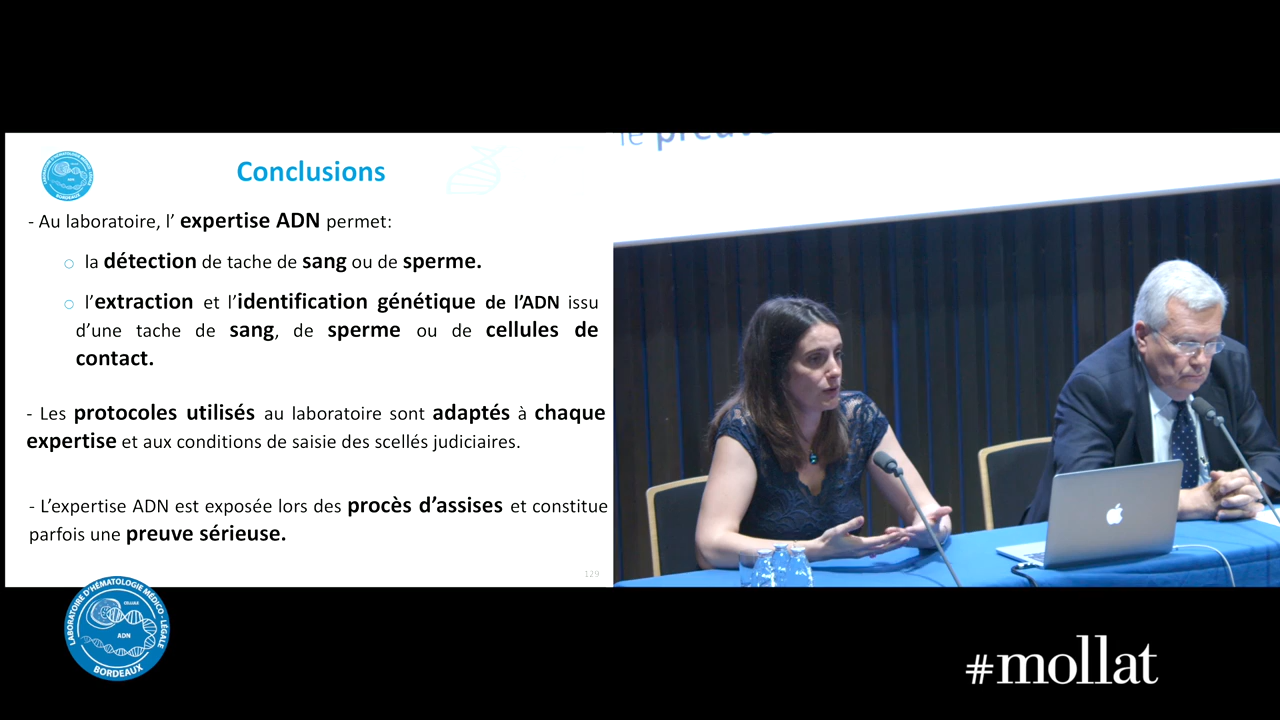 le preuve
Conclusions
- Au laboratoire, l’ expertise ADN permet:
la détection de tache de sang ou de sperme.
l’extraction et l’identification génétique de l’ADN issu
d’une tache de sang, de sperme ou de cellules de
contact.
- Les protocoles utilisés au laboratoire sont adaptés à chaque
expertise et aux conditions de saisie des scellés judiciaires.
- L’expertise ADN est exposée lors des procès d’assises et constitue
parfois une preuve sérieuse.
129
LABORATOIRE D'HÉMATOLOGIE MÉDICO - LÉGALE
CELLULE
ADN
BORDEAUX
#mollat